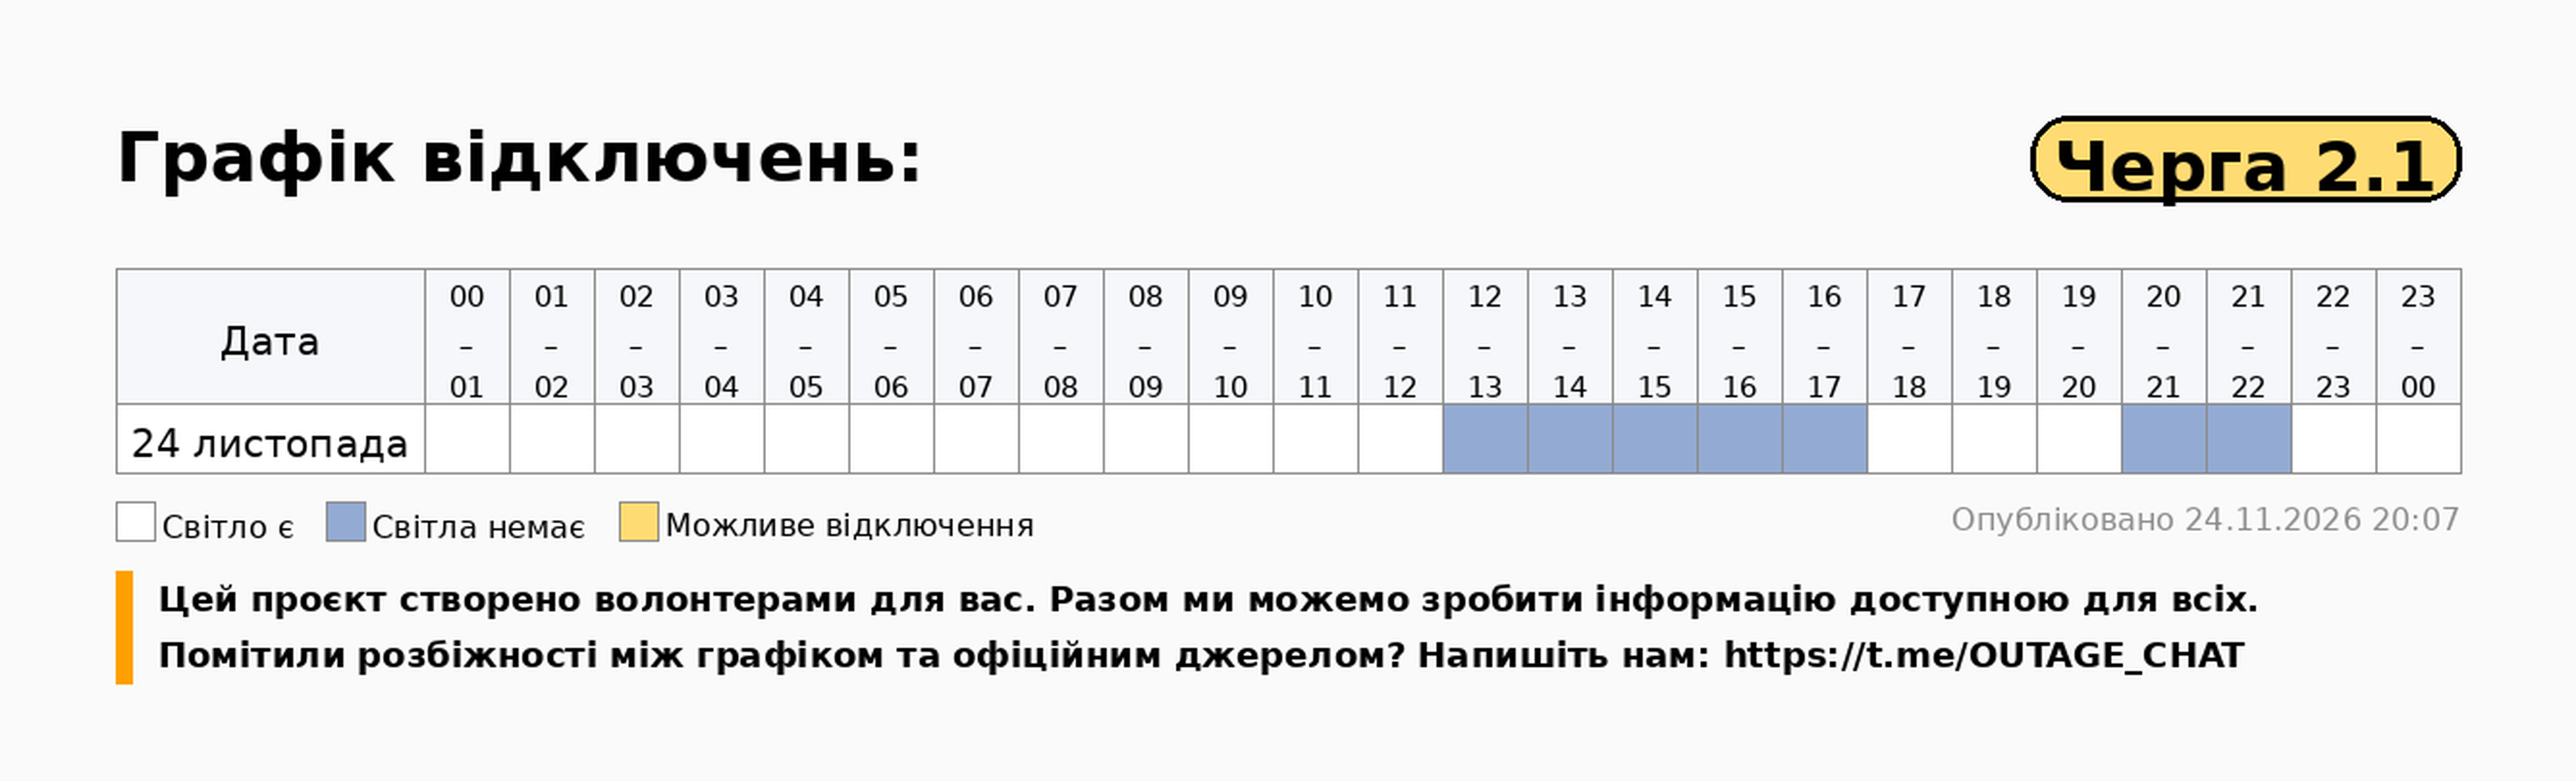 Графік відключень:
Черга 2.1
Дата 00 – 01 01 – 02 02 – 03 03 – 04 04 – 05 05 – 06 06 – 07 07 – 08 08 – 09 09 – 10 10 – 11 11 – 12 12 – 13 13 – 14 14 – 15 15 – 16 16 – 17 17 – 18 18 – 19 19 – 20 20 – 21 21 – 22 22 – 23 23 – 00
24 листопада
Світло є Світла немає Можливе відключення
Опубліковано 24.11.2026 20:07
Цей проєкт створено волонтерами для вас. Разом ми можемо зробити інформацію доступною для всіх.
Помітили розбіжності між графіком та офіційним джерелом? Напишіть нам: https://t.me/OUTAGE_CHAT